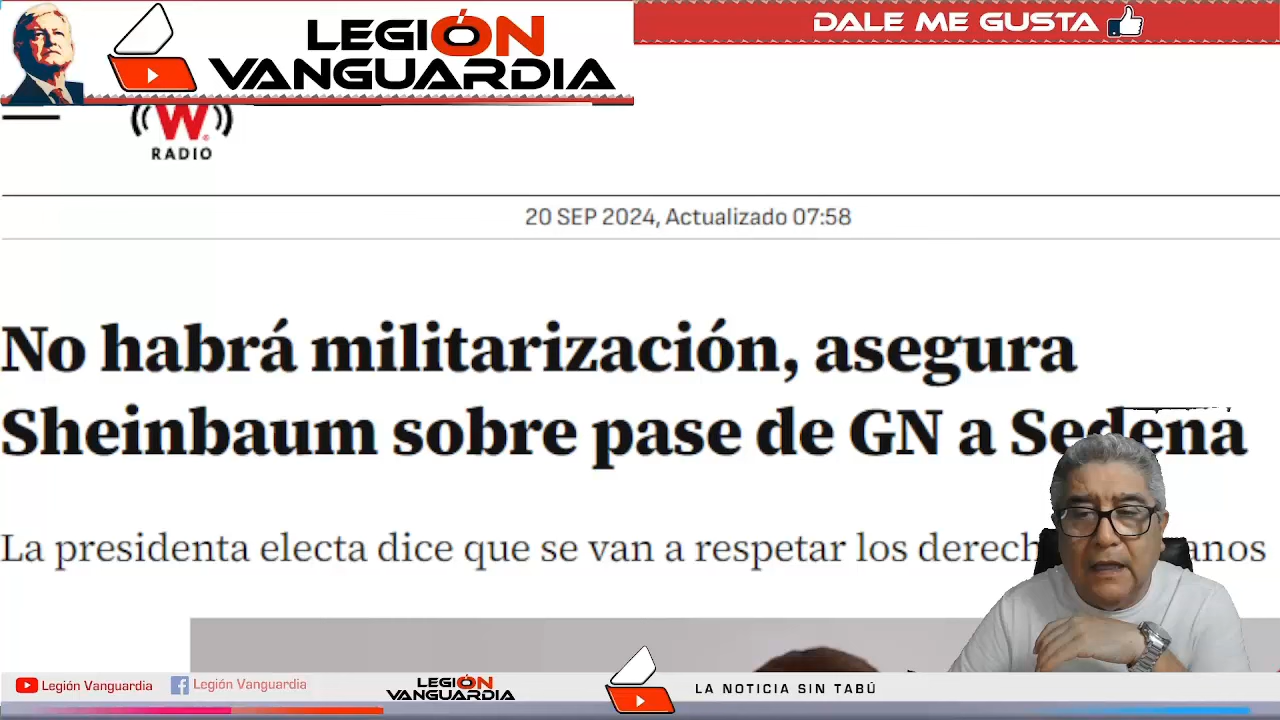 LEGIÓN
VANGUARDIA
DALE ME GUSTA
W
RADIO
20 SEP 2024, Actualizado 07:58
No habrá militarización, asegura
Sheinbaum sobre pase de GN a Sedena
La presidenta electa dice que se van a respetar los
Legión Vanguardia
Legión Vanguardia
LEGIÓN
VANGUARDIA
LA NOTICIA SIN TABÚ